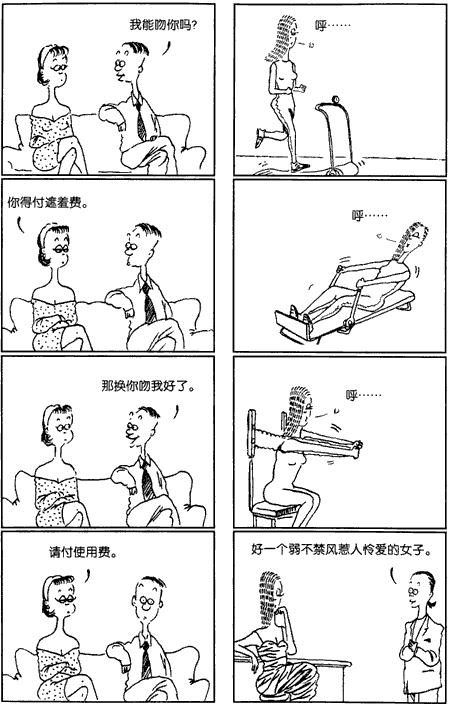 我能吻你吗?
你得付遮羞费。
那换你吻我好了。
请付使用费。
呼……
呼……
呼……
好一个弱不禁风惹人怜爱的女子。